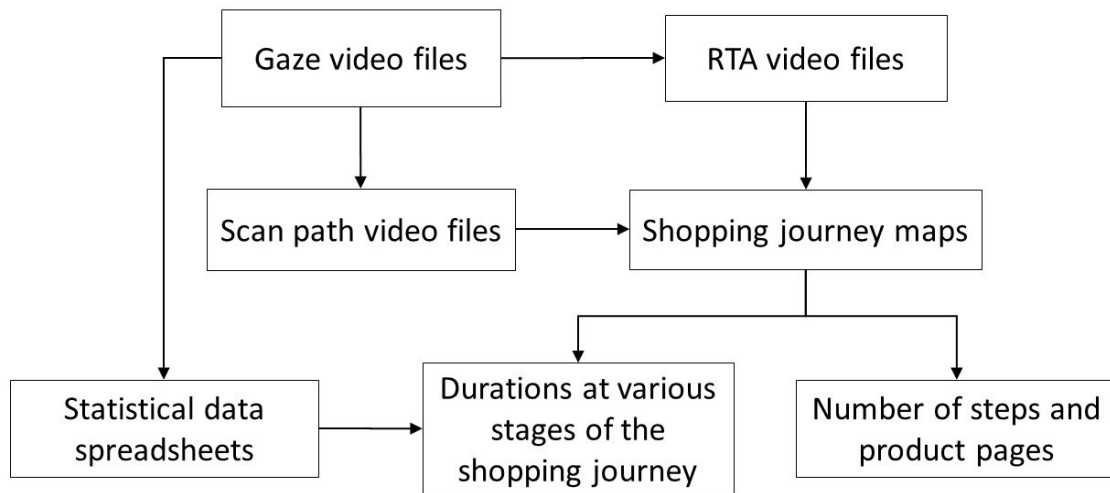 Gaze video files
RTA video files
Scan path video files
Shopping journey maps
Statistical data
spreadsheets
Durations at various
stages of the
shopping journey
Number of steps and
product pages